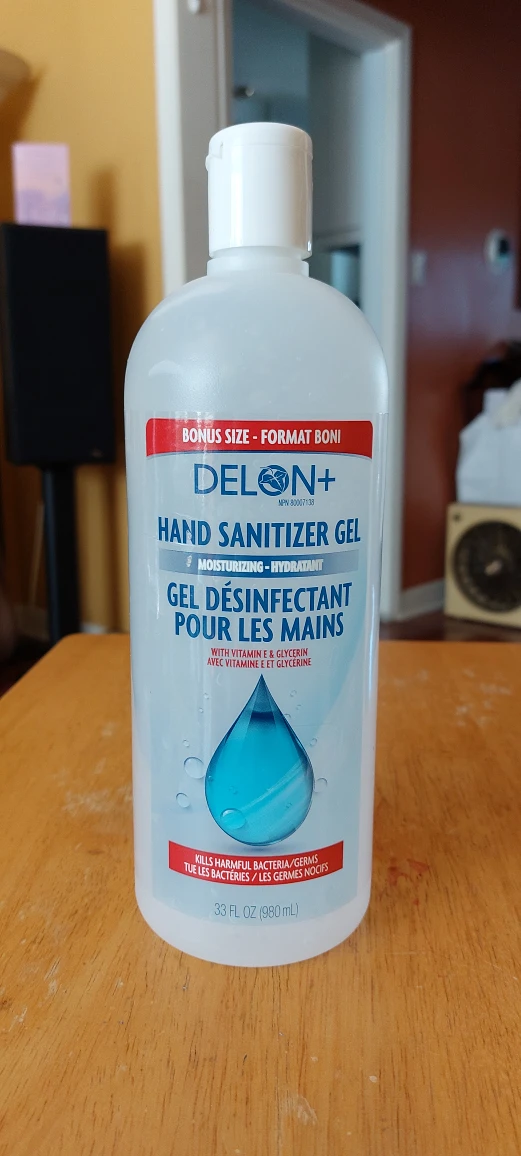 BONUS SIZE - FORMAT BONI
DELON+
NPN 80007138
HAND SANITIZER GEL
MOISTURIZING - HYDRATANT
GEL DÉSINFECTANT
POUR LES MAINS
WITH VITAMIN E & GLYCERIN
AVEC VITAMINE E ET GLYCÉRINE
KILLS HARMFUL BACTERIA/GERMS
TUE LES BACTÉRIES / LES GERMES NOCIFS
33 FL OZ (980 mL)